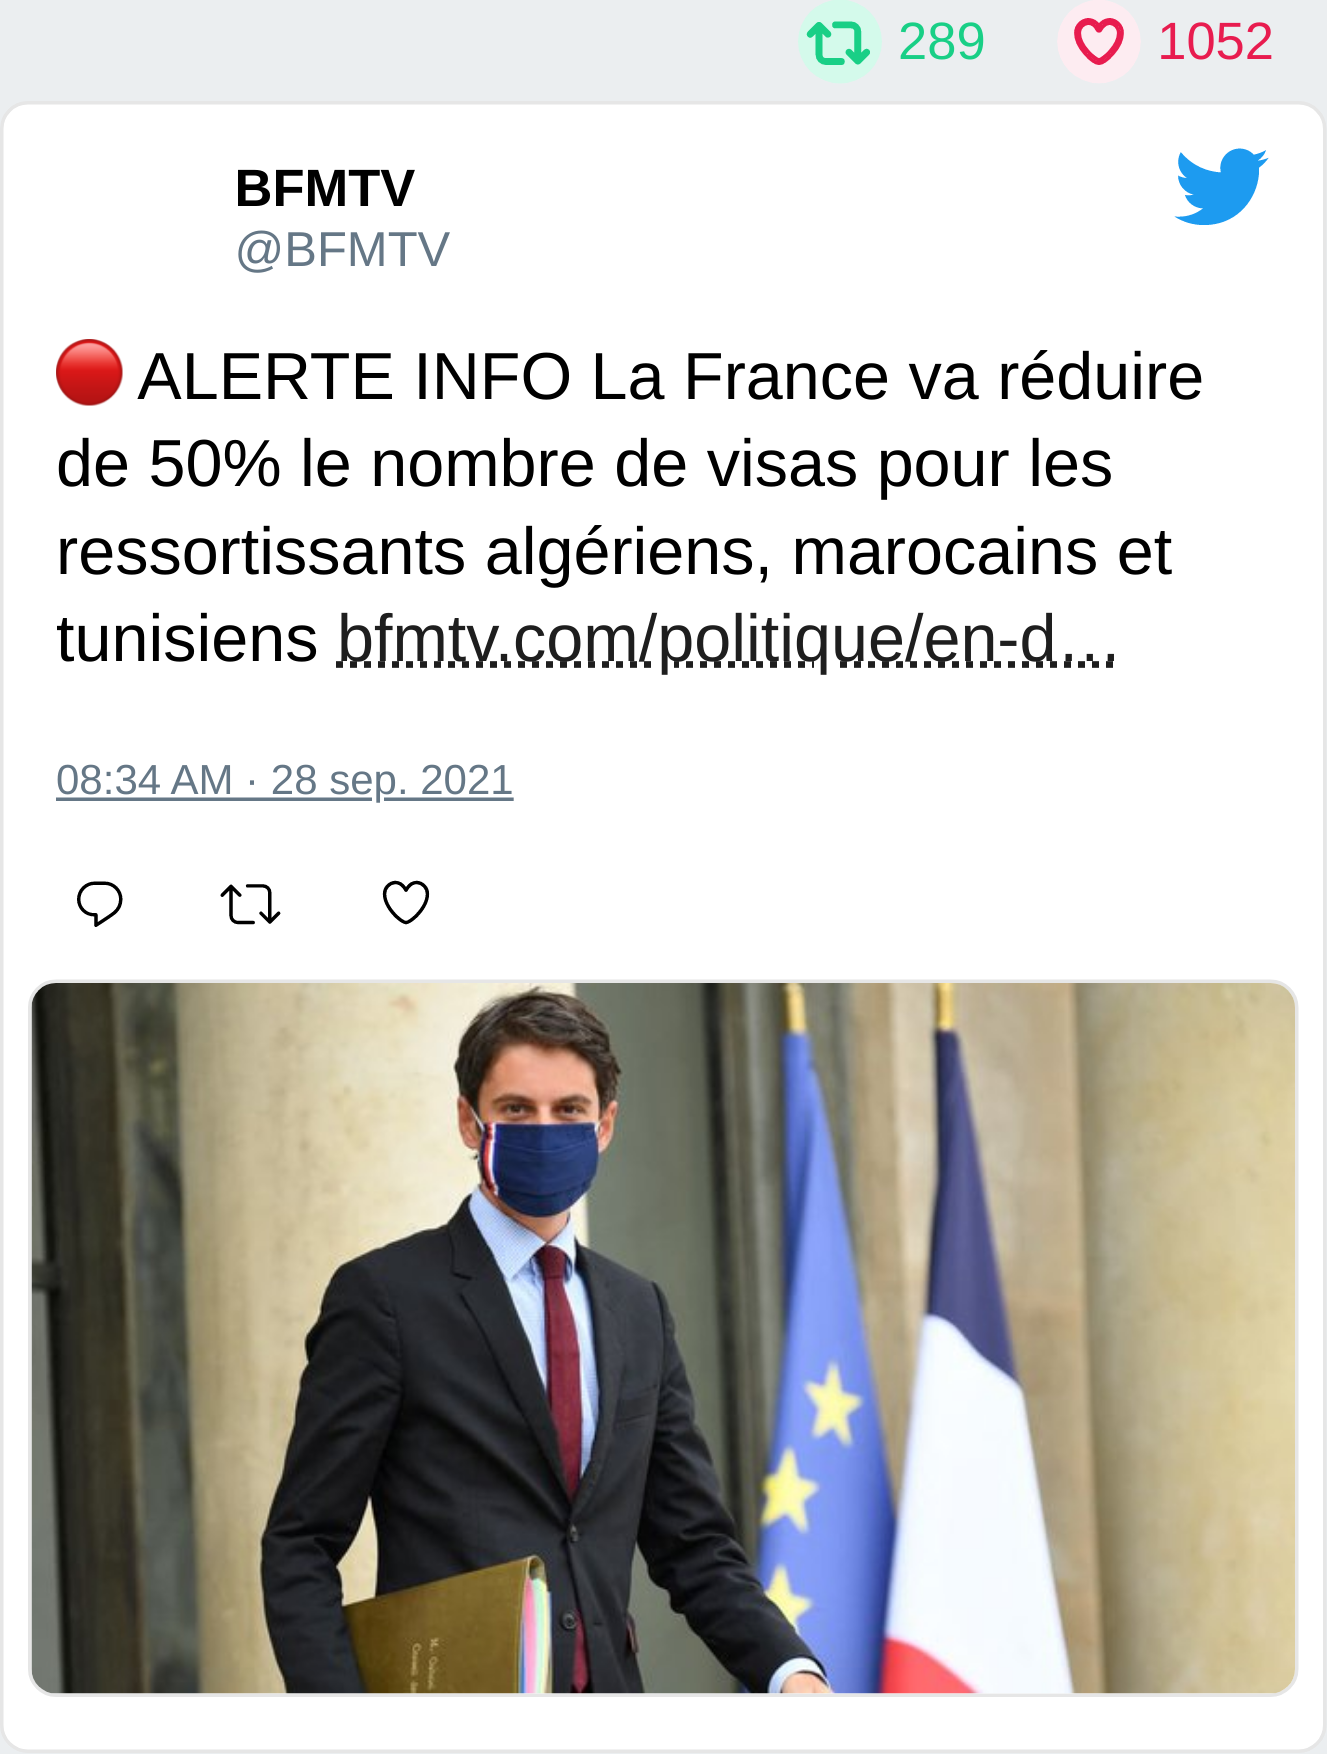 289 1052
BFMTV
@BFMTV
🔴 ALERTE INFO La France va réduire
de 50% le nombre de visas pour les
ressortissants algériens, marocains et
tunisiens bfmtv.com/politique/en-d…
08:34 AM · 28 sep. 2021